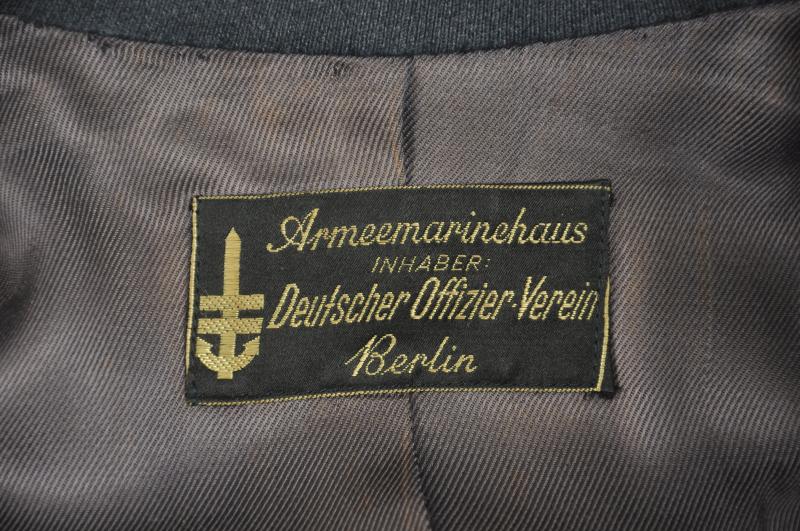 Armeemarinehaus
INHABER:
Deutscher Offizier-Verein
Berlin